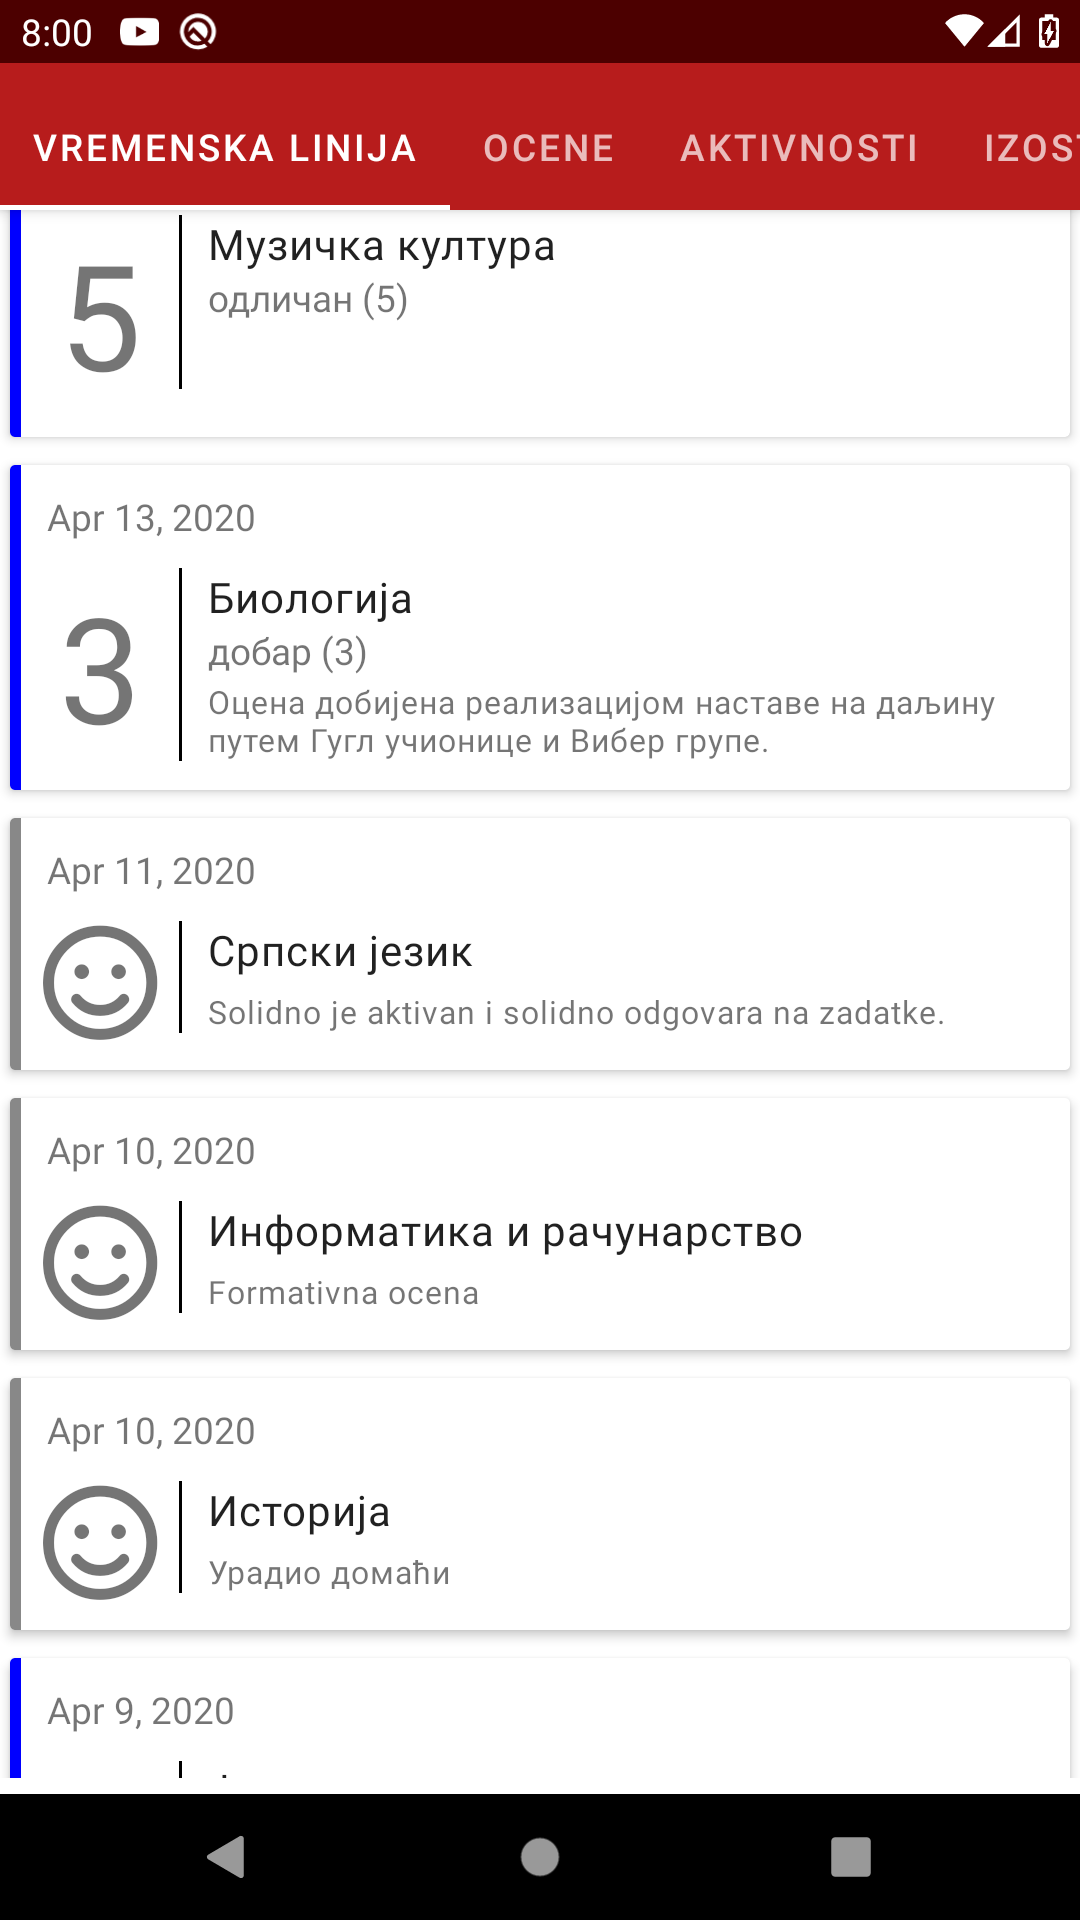 8:00
VREMENSKA LINIJA OCENE AKTIVNOSTI IZOST
5
Музичка култура
одличан (5)
Apr 13, 2020
3
Биологија
добар (3)
Оцена добијена реализацијом наставе на даљину
путем Гугл учионице и Вибер групе.
Apr 11, 2020
Српски језик
Solidno je aktivan i solidno odgovara na zadatke.
Apr 10, 2020
Информатика и рачунарство
Formativna ocena
Apr 10, 2020
Историја
Урадио домаћи
Apr 9, 2020